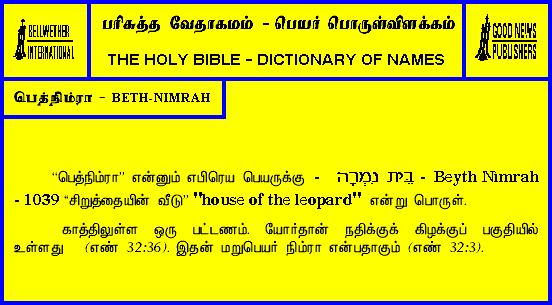 BELLWETHER
INTERNATIONAL
பரிசுத்த வேதாகமம் - பெயர் பொருள்விளக்கம்
THE HOLY BIBLE - DICTIONARY OF NAMES
GOOD NEWS
PUBLISHERS
பெத்நிம்ரா - BETH-NIMRAH
“பெத்நிம்ரா” என்னும் எபிரெய பெயருக்கு - בֵּית נִמְרָה - Beyth Nimrah
- 1039 “சிறுத்தையின் வீடு” "house of the leopard" என்று பொருள்.
காத்திலுள்ள ஒரு பட்டணம். யோர்தான் நதிக்குக் கிழக்குப் பகுதியில்
உள்ளது (எண் 32:36). இதன் மறுபெயர் நிம்ரா என்பதாகும் (எண் 32:3).